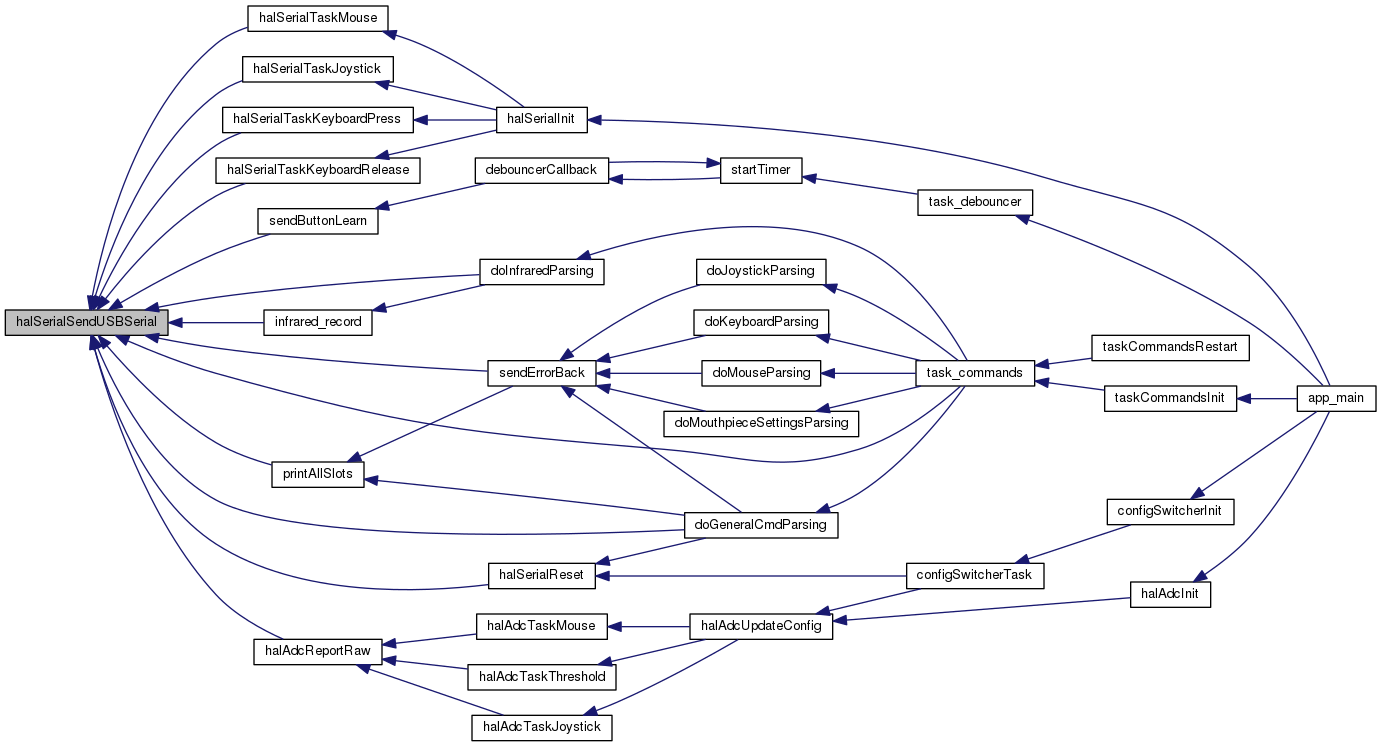 halSerialTaskMouse
halSerialTaskJoystick
halSerialTaskKeyboardPress
halSerialInit
halSerialTaskKeyboardRelease
debouncerCallback
startTimer
task_debouncer
sendButtonLearn
doInfraredParsing
doJoystickParsing
halSerialSendUSBSerial
infrared_record
doKeyboardParsing
taskCommandsRestart
sendErrorBack
doMouseParsing
task_commands
taskCommandsInit
app_main
doMouthpieceSettingsParsing
printAllSlots
configSwitcherInit
doGeneralCmdParsing
halSerialReset
configSwitcherTask
halAdcInit
halAdcTaskMouse
halAdcUpdateConfig
halAdcReportRaw
halAdcTaskThreshold
halAdcTaskJoystick